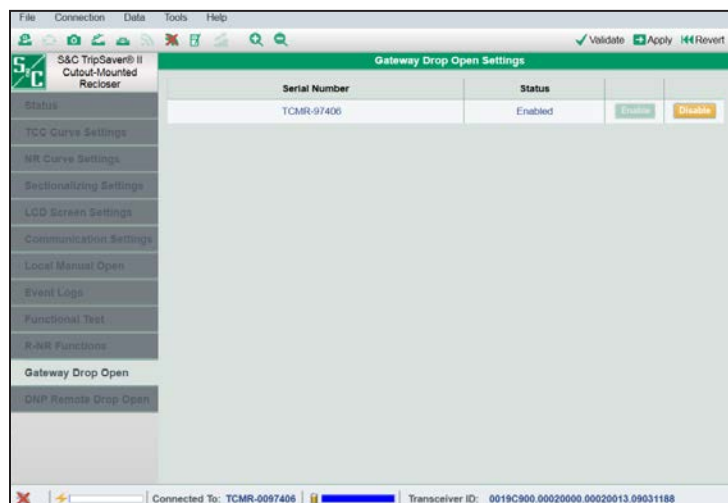 File Connection Data Tools Help
Validate Apply Revert
S&C
S&C TripSaver® II
Cutout-Mounted
Recloser
Gateway Drop Open Settings
Serial Number Status
TCMR-97406 Enabled Enable Disable
Status
TCC Curve Settings
NR Curve Settings
Sectionalizing Settings
LCD Screen Settings
Communication Settings
Local Manual Open
Event Logs
Functional Test
R-NR Functions
Gateway Drop Open
DNP Remote Drop Open
Connected To: TCMR-0097406 Transceiver ID: 0019C900.00020000.00020013.09031188